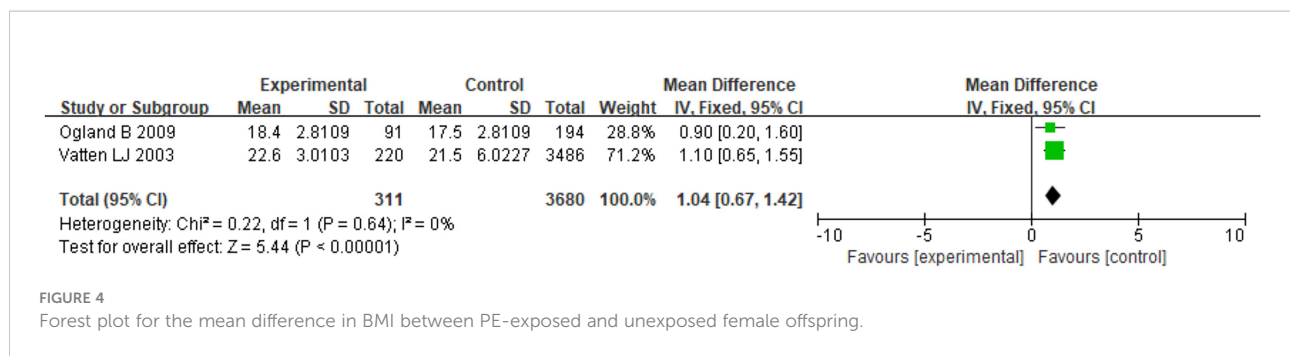 Experimental Control Mean Difference Mean Difference
Study or Subgroup Mean SD Total Mean SD Total Weight IV, Fixed, 95% CI IV, Fixed, 95% CI
Ogland B 2009 18.4 2.8109 91 17.5 2.8109 194 28.8% 0.90 [0.20, 1.60]
Vatten LJ 2003 22.6 3.0103 220 21.5 6.0227 3486 71.2% 1.10 [0.65, 1.55]
Total (95% CI) 311 3680 100.0% 1.04 [0.67, 1.42]
Heterogeneity: Chi² = 0.22, df = 1 (P = 0.64); I² = 0%
Test for overall effect: Z = 5.44 (P < 0.00001)
-10 -5 0 5 10
Favours [experimental] Favours [control]
FIGURE 4
Forest plot for the mean difference in BMI between PE-exposed and unexposed female offspring.